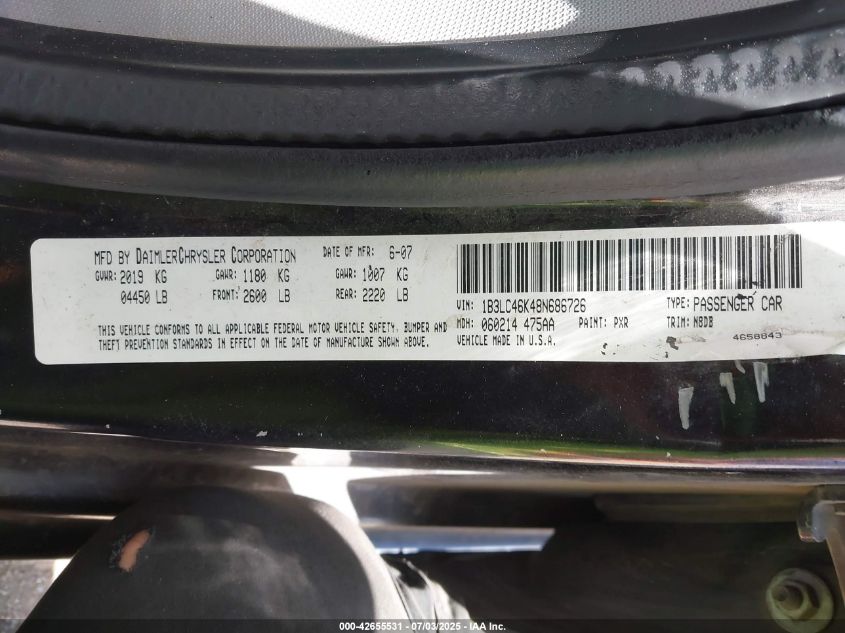 MFD BY DAIMLERCHRYSLER CORPORATION DATE OF MFR: 6-07
GVWR: 2019 KG GAWR: 1180 KG GAWR: 1007 KG
04450 LB FRONT: 2600 LB REAR: 2220 LB
THIS VEHICLE CONFORMS TO ALL APPLICABLE FEDERAL MOTOR VEHICLE SAFETY, BUMPER AND
THEFT PREVENTION STANDARDS IN EFFECT ON THE DATE OF MANUFACTURE SHOWN ABOVE.
VIN: 1B3LC46K48N686726 TYPE: PASSENGER CAR
MDH: 060214 475AA PAINT: PXR TRIM: N8DB
VEHICLE MADE IN U.S.A. 4658843
000-42655531 - 07/03/2025 - IAA Inc.